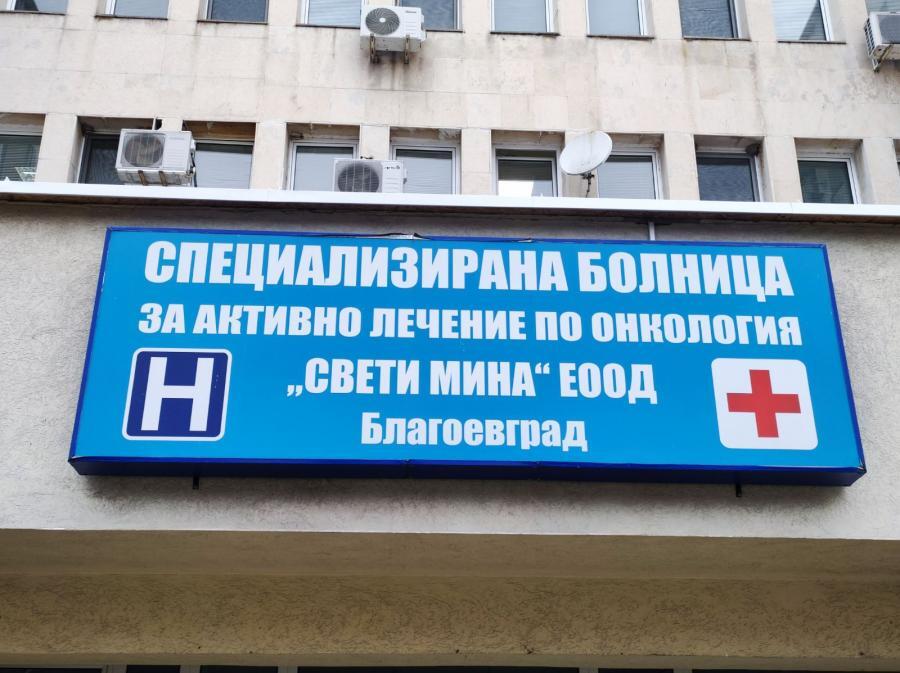 СПЕЦИАЛИЗИРАНА БОЛНИЦА
ЗА АКТИВНО ЛЕЧЕНИЕ ПО ОНКОЛОГИЯ
„СВЕТИ МИНА“ ЕООД
Благоевград
H